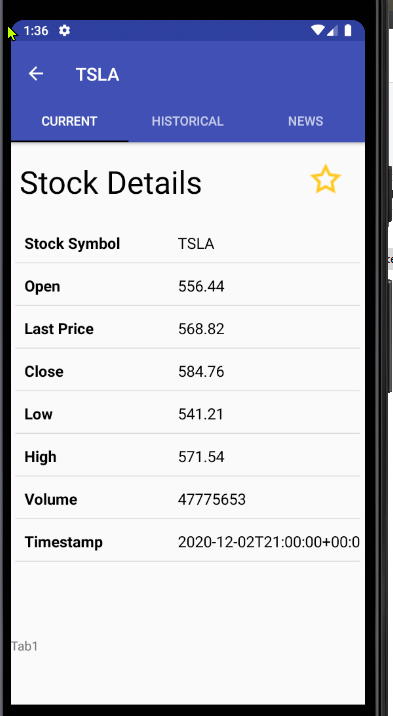 1:36
TSLA
CURRENT HISTORICAL NEWS
Stock Details
Stock Symbol TSLA
Open 556.44
Last Price 568.82
Close 584.76
Low 541.21
High 571.54
Volume 47775653
Timestamp 2020-12-02T21:00:00+00:0
Tab1